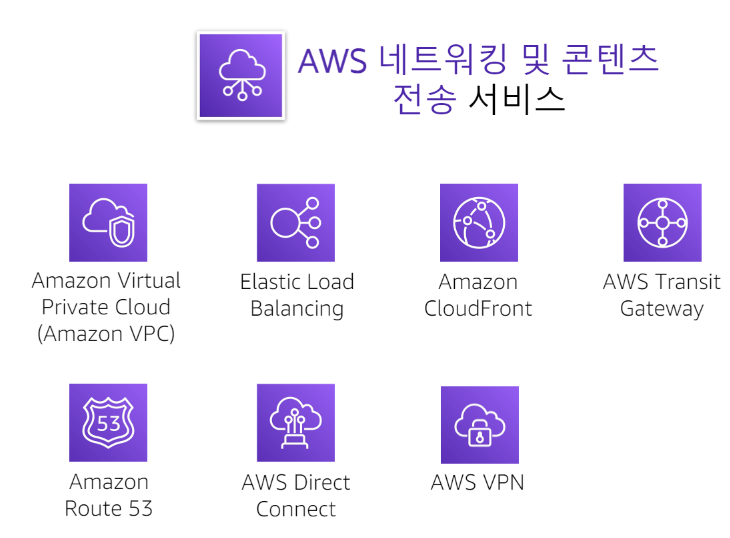 AWS 네트워킹 및 콘텐츠
전송 서비스
Amazon Virtual
Private Cloud
(Amazon VPC)
Elastic Load
Balancing
Amazon
CloudFront
AWS Transit
Gateway
53
Amazon
Route 53
AWS Direct
Connect
AWS VPN